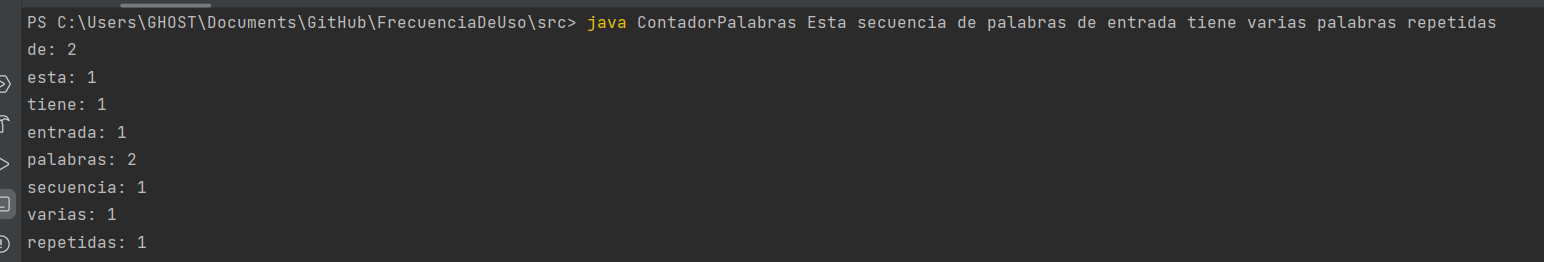 PS C:\Users\GHOST\Documents\GitHub\FrecuenciaDeUso\src> java ContadorPalabras Esta secuencia de palabras de entrada tiene varias palabras repetidas
de: 2
esta: 1
tiene: 1
entrada: 1
palabras: 2
secuencia: 1
varias: 1
repetidas: 1